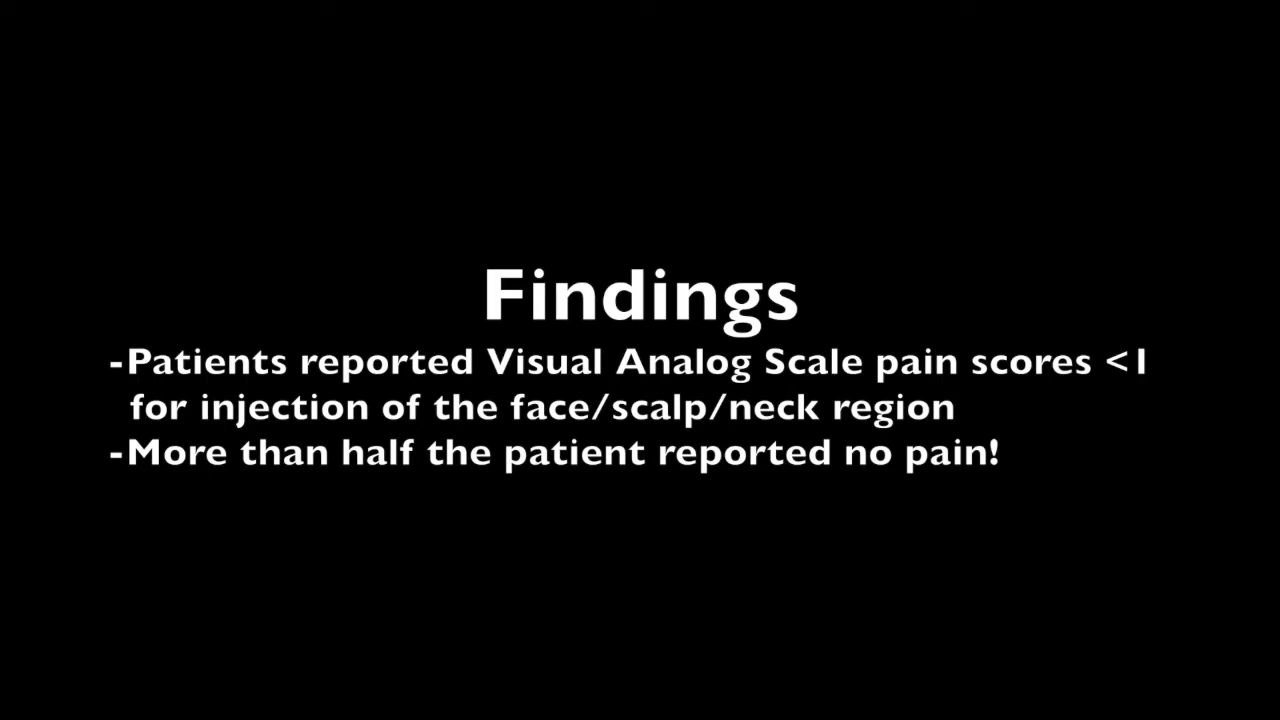 Findings
-Patients reported Visual Analog Scale pain scores <1
for injection of the face/scalp/neck region
-More than half the patient reported no pain!